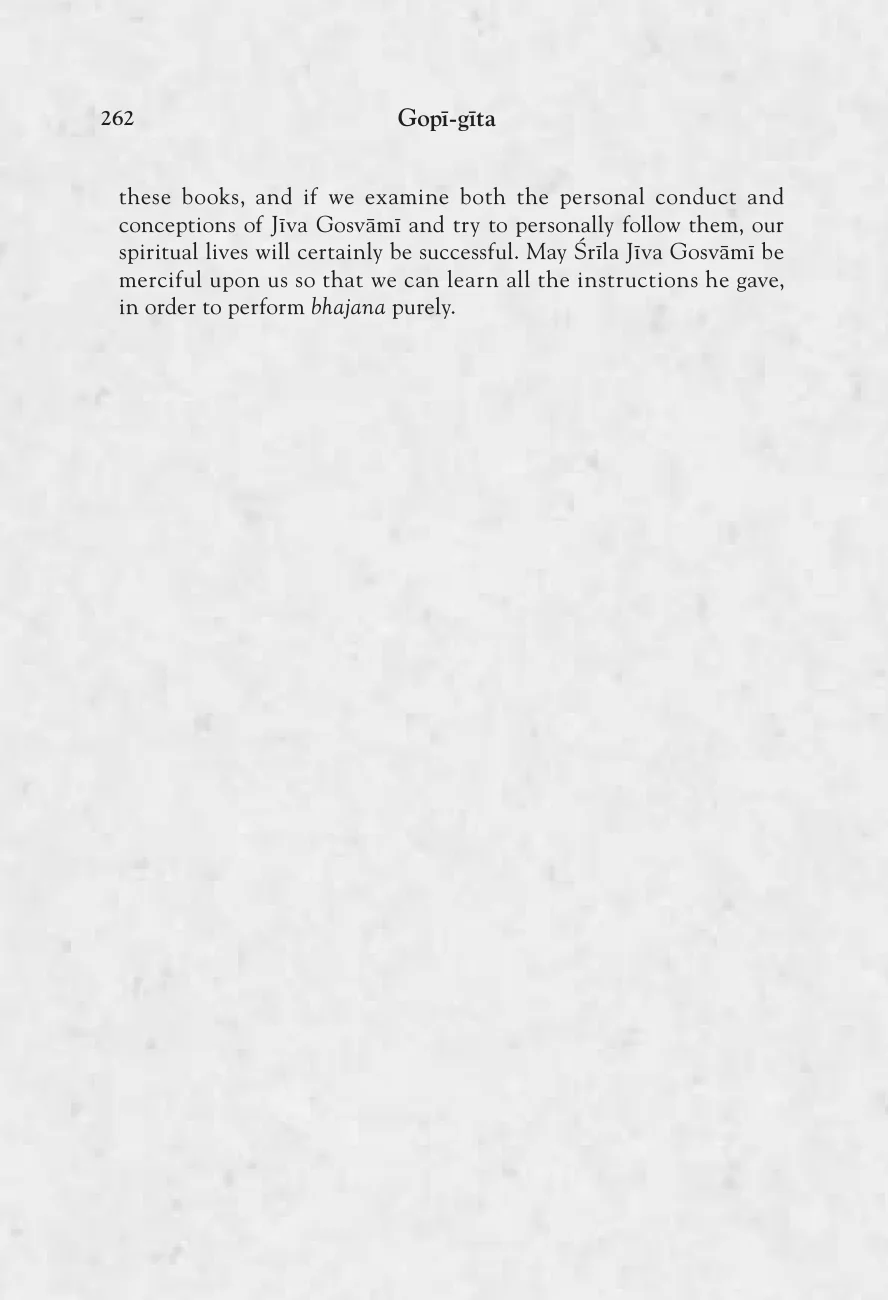 262
Gopī-gīta
these books, and if we examine both the personal conduct and
conceptions of Jīva Gosvāmī and try to personally follow them, our
spiritual lives will certainly be successful. May Śrīla Jīva Gosvāmī be
merciful upon us so that we can learn all the instructions he gave,
in order to perform bhajana purely.